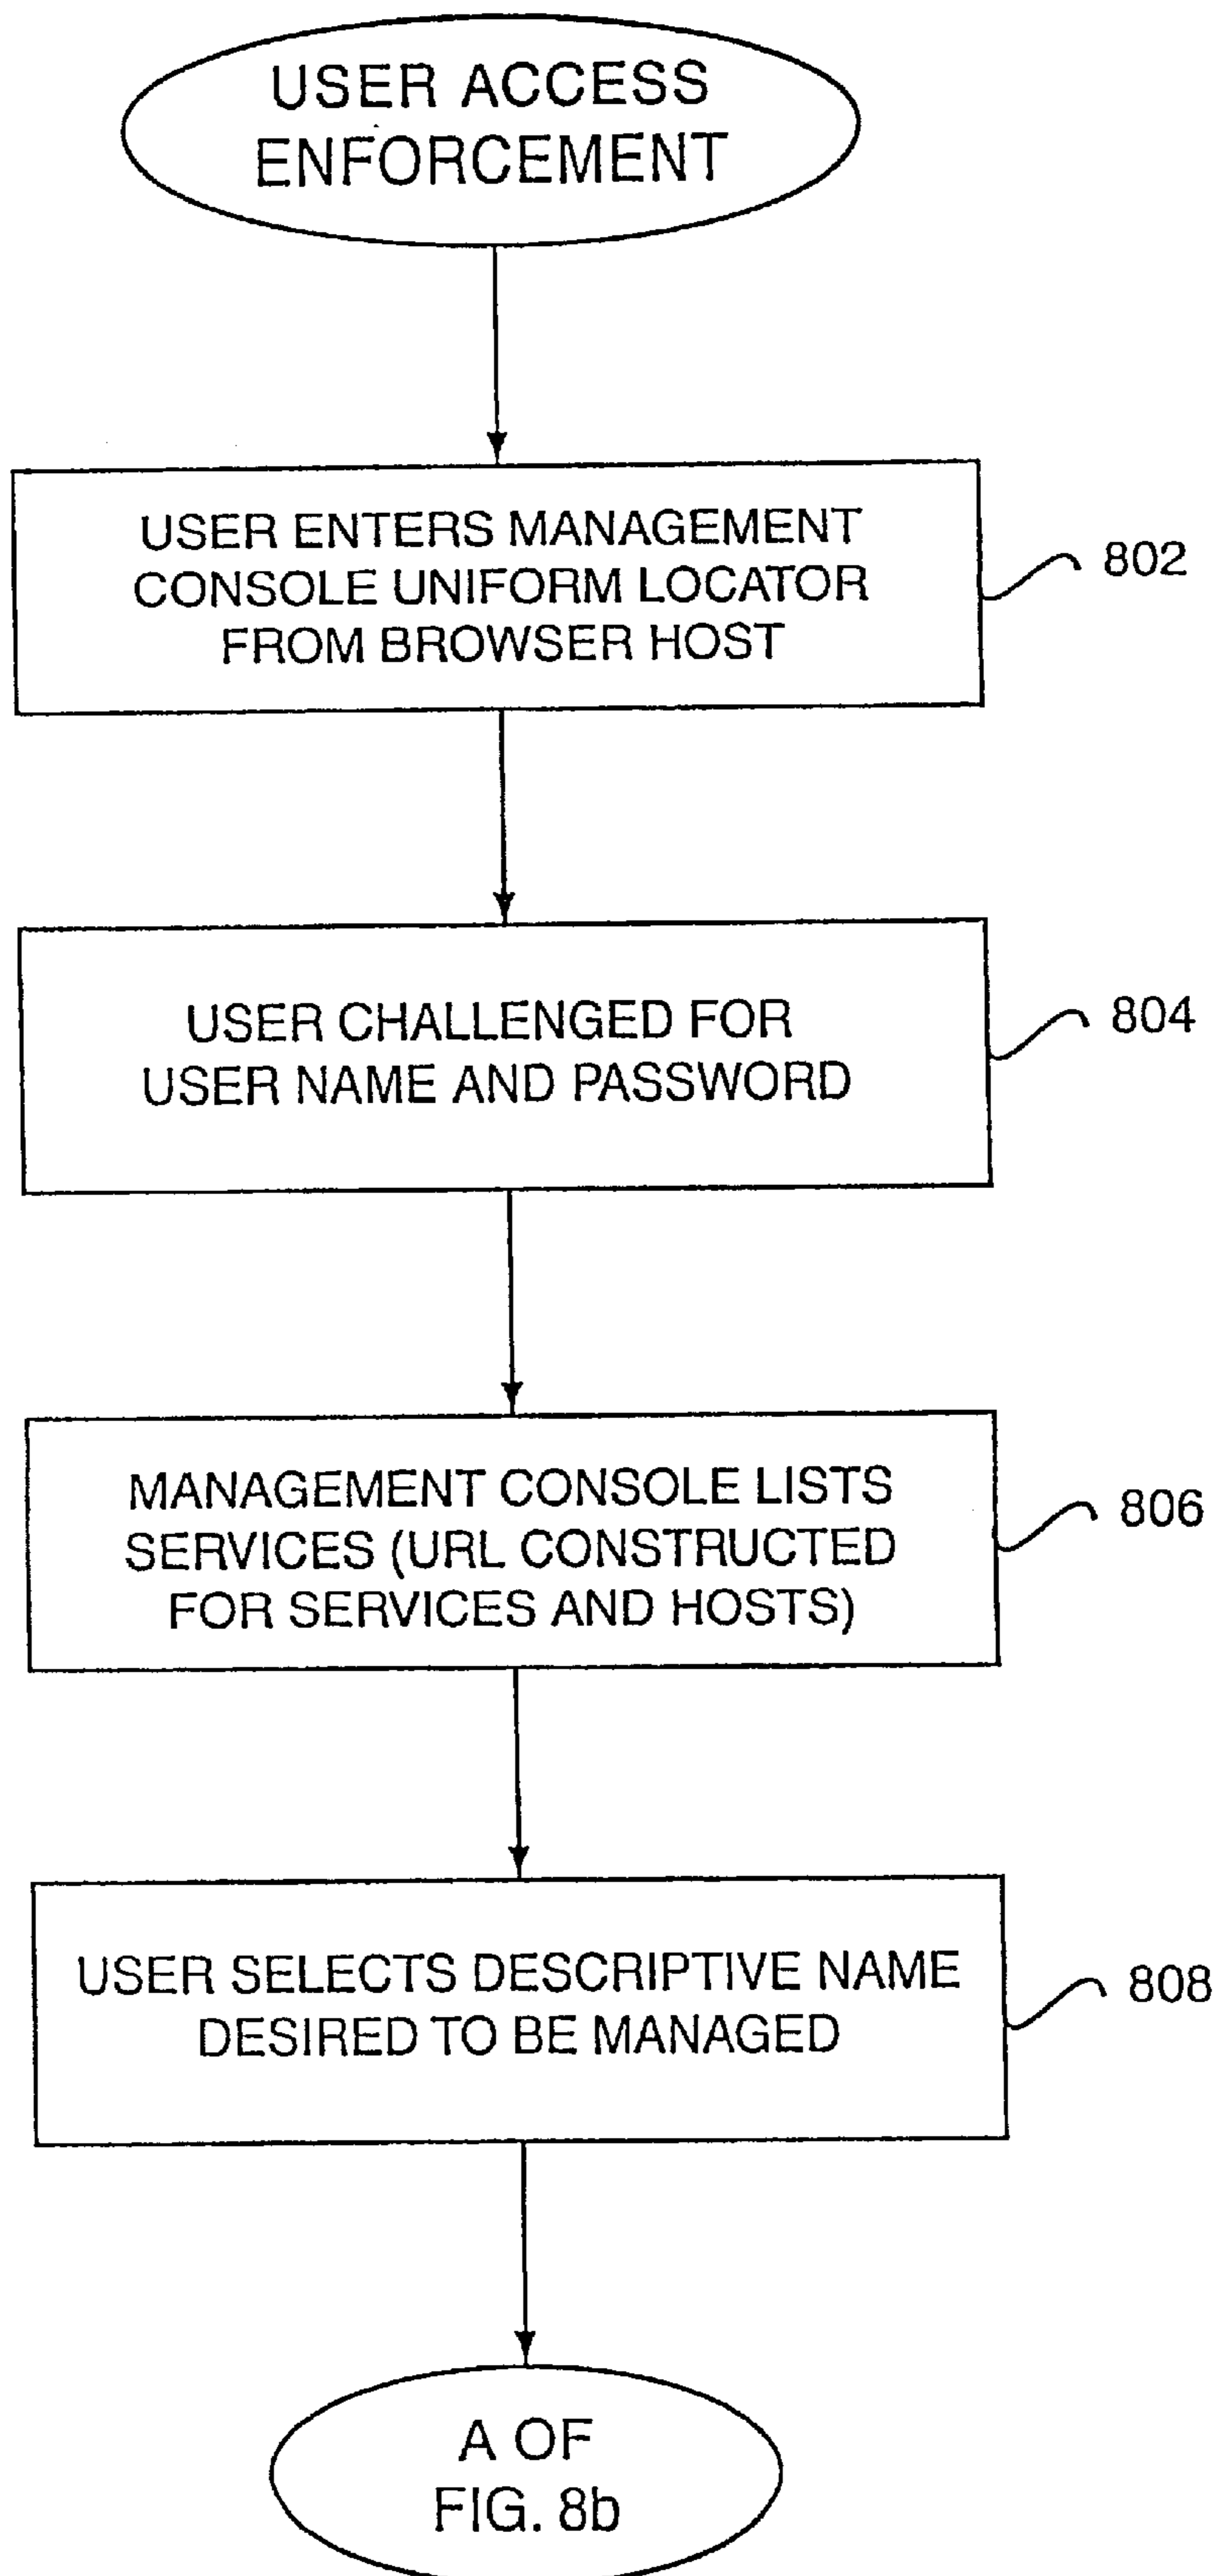 USER ACCESS
ENFORCEMENT
USER ENTERS MANAGEMENT
CONSOLE UNIFORM LOCATOR
FROM BROWSER HOST
802
USER CHALLENGED FOR
USER NAME AND PASSWORD
804
MANAGEMENT CONSOLE LISTS
SERVICES (URL CONSTRUCTED
FOR SERVICES AND HOSTS)
806
USER SELECTS DESCRIPTIVE NAME
DESIRED TO BE MANAGED
808
A OF
FIG. 8b